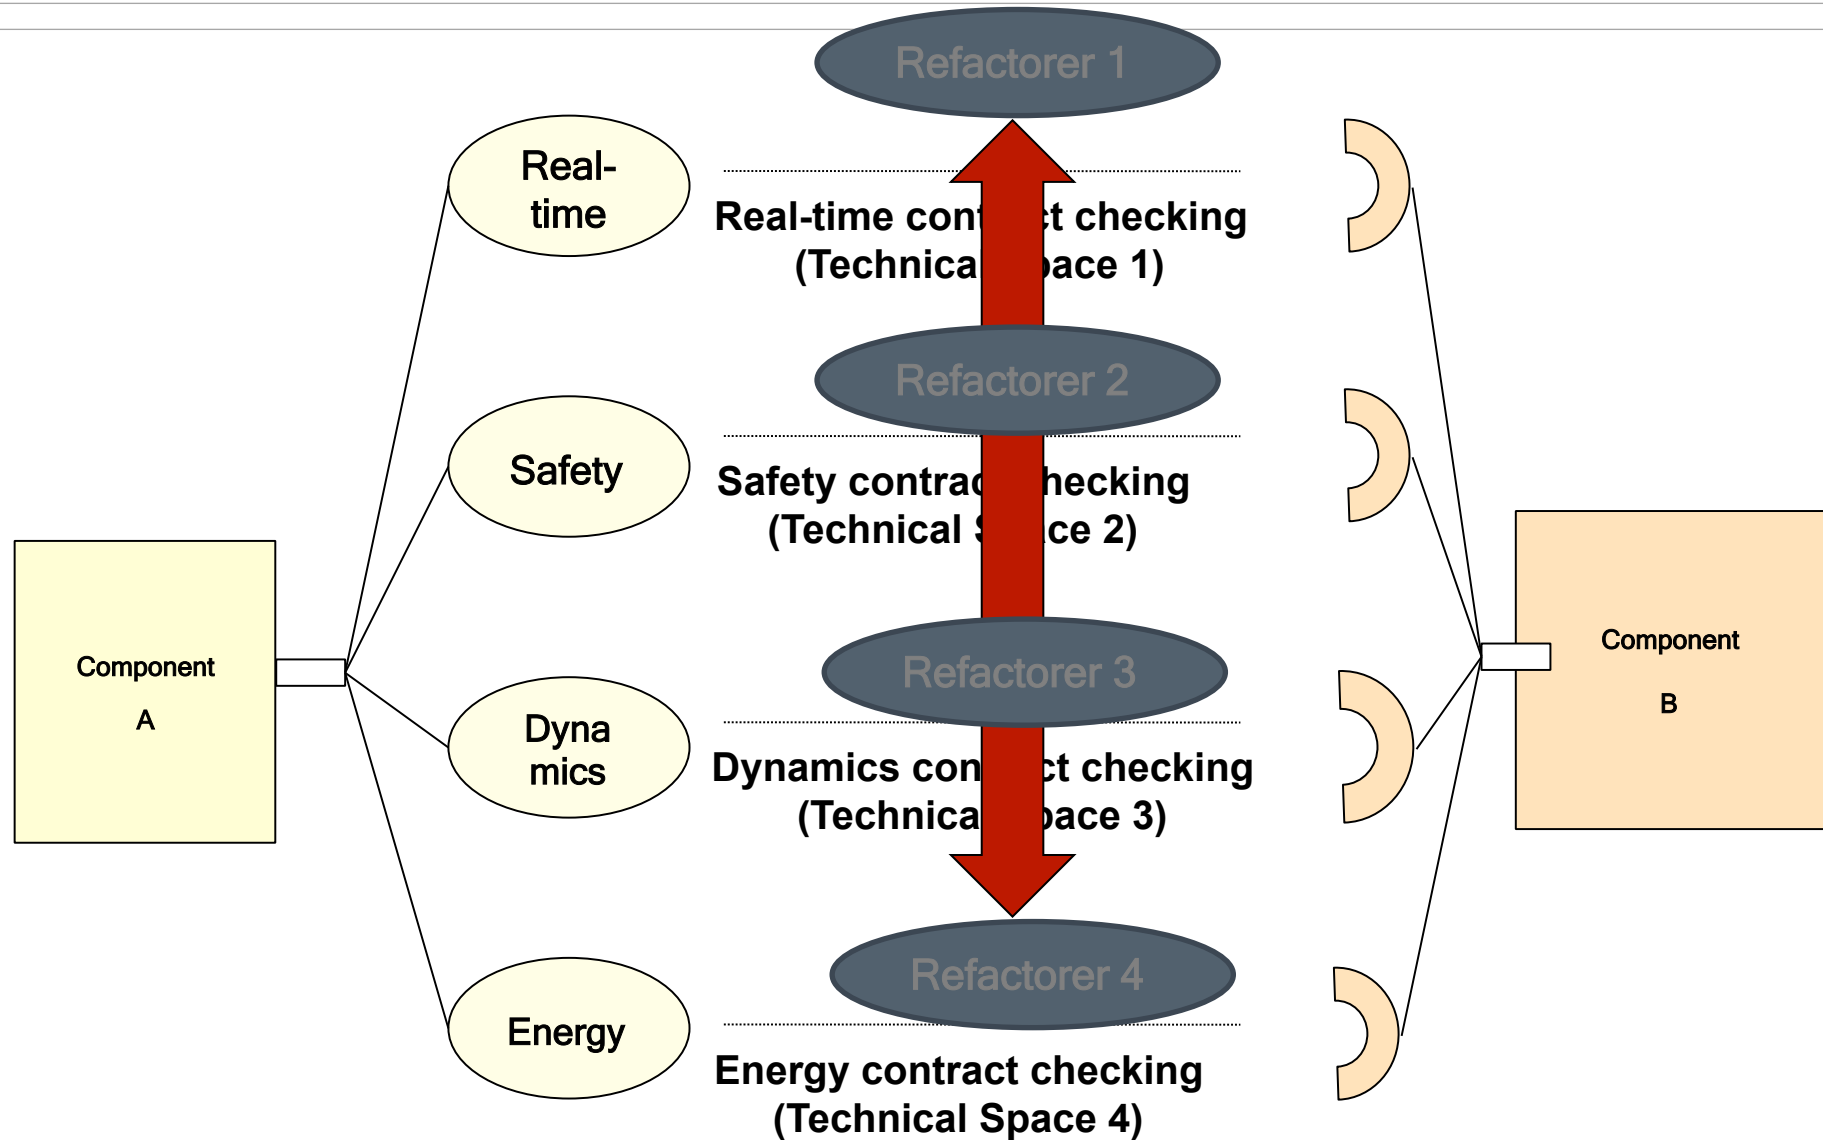 Refactorer 1
Real-
time
Real-time cont ct checking
(Technical pace 1)
Refactorer 2
Safety
Safety contrac hecking
(Technical S ce 2)
Component
A
Component
B
Refactorer 3
Dyna
mics
Dynamics con ct checking
(Technica pace 3)
Refactorer 4
Energy
Energy contract checking
(Technical Space 4)